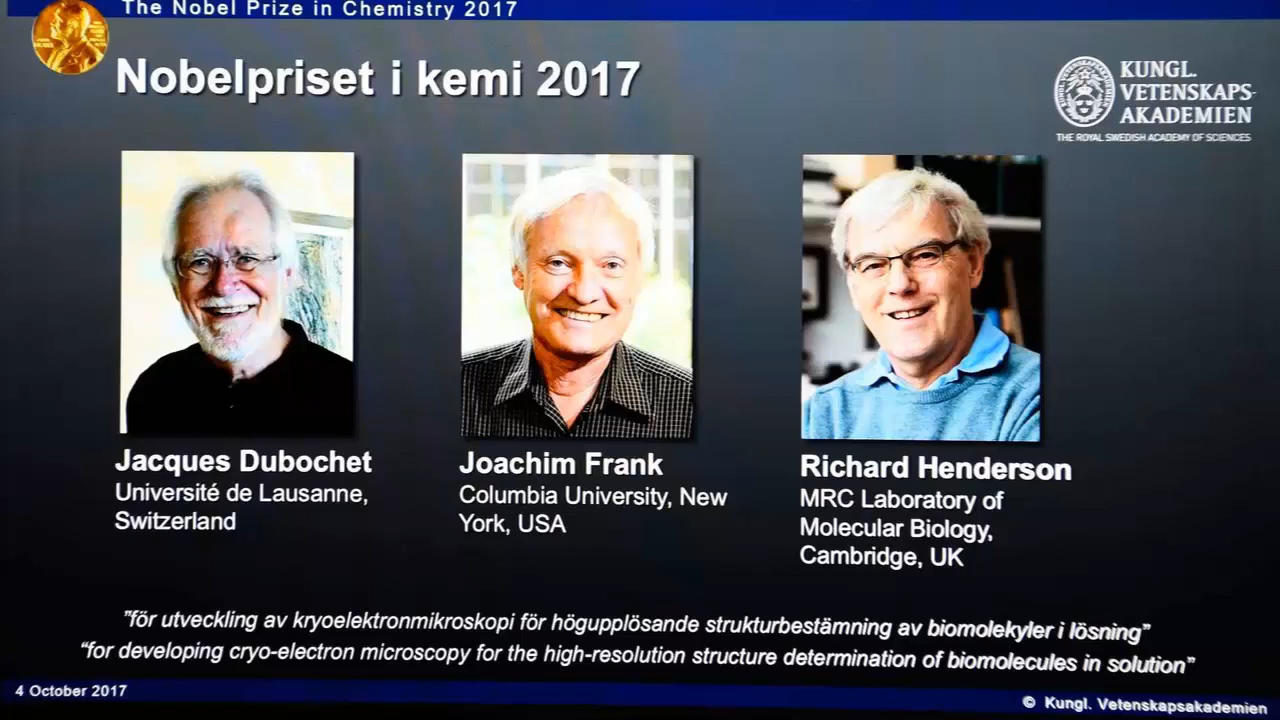 The Nobel Prize in Chemistry 2017
Nobelpriset i kemi 2017
KUNGL.
VETENSKAPS-
AKADEMIEN
THE ROYAL SWEDISH ACADEMY OF SCIENCES
Jacques Dubochet
Université de Lausanne,
Switzerland
Joachim Frank
Columbia University, New
York, USA
Richard Henderson
MRC Laboratory of
Molecular Biology,
Cambridge, UK
”för utveckling av kryoelektronmikroskopi för högupplösande strukturbestämning av biomolekyler i lösning”
“for developing cryo-electron microscopy for the high-resolution structure determination of biomolecules in solution”
4 October 2017
© Kungl. Vetenskapsakademien